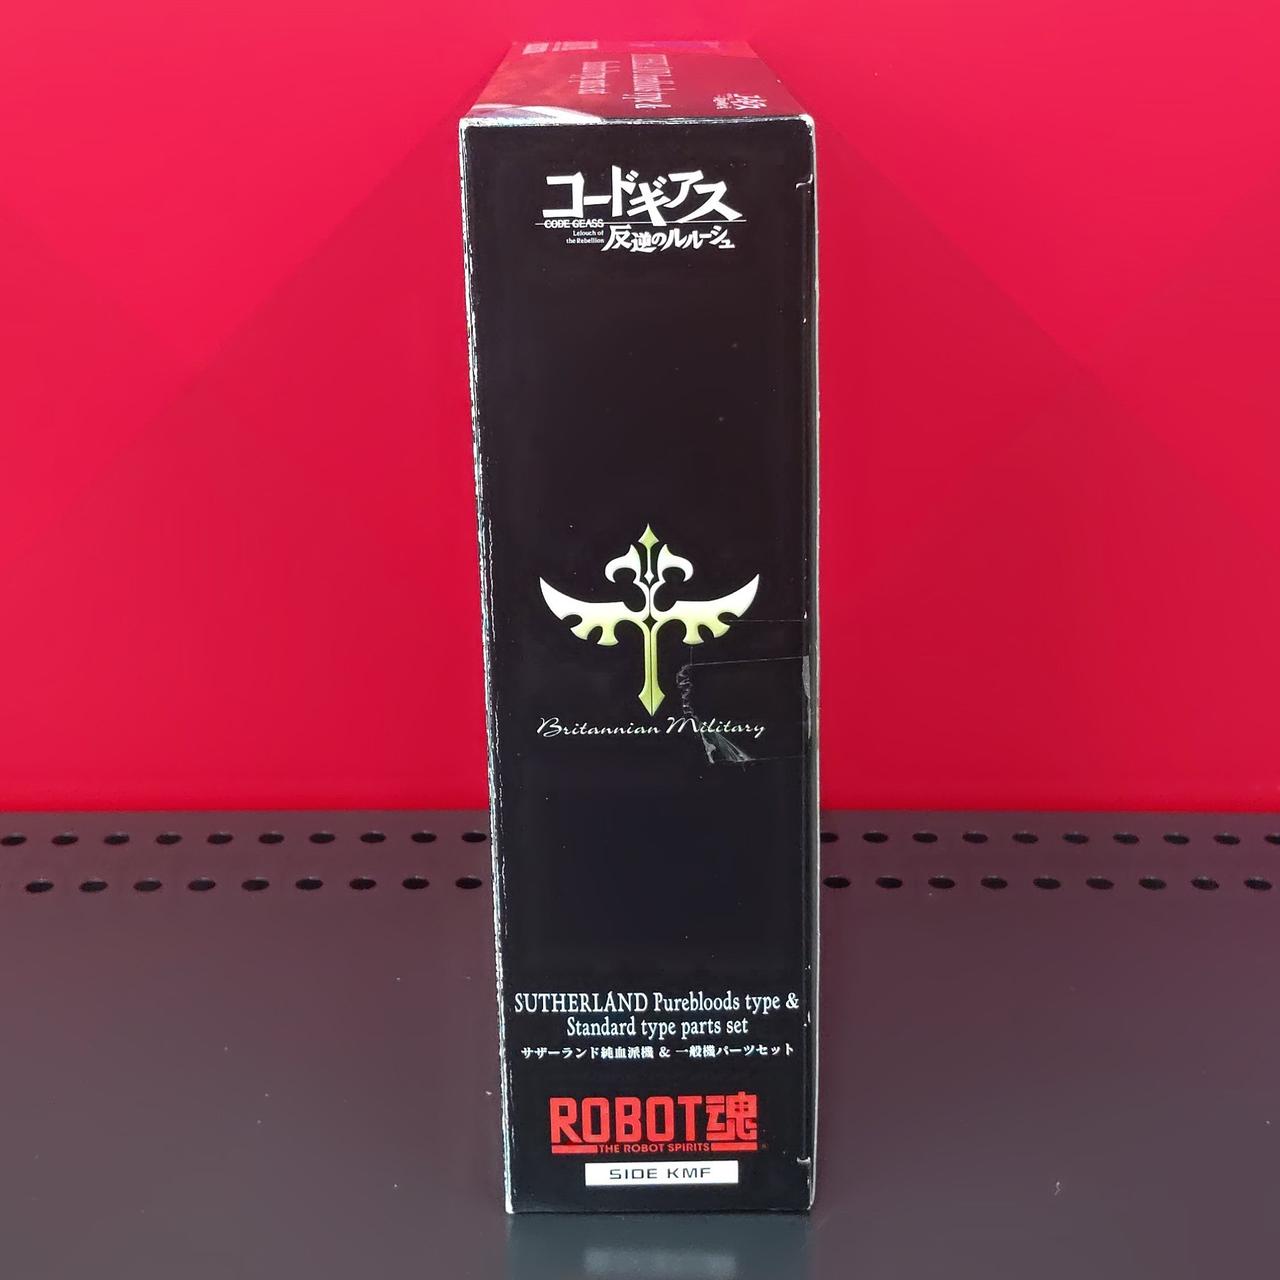 コードギアス
CODE GEASS
Lelouch of
the Rebellion
反逆のルルーシュ
Britannian Military
SUTHERLAND Purebloods type &
Standard type parts set
サザーランド純血派機 & 一般機パーツセット
ROBOT魂
THE ROBOT SPIRITS
SIDE KMF